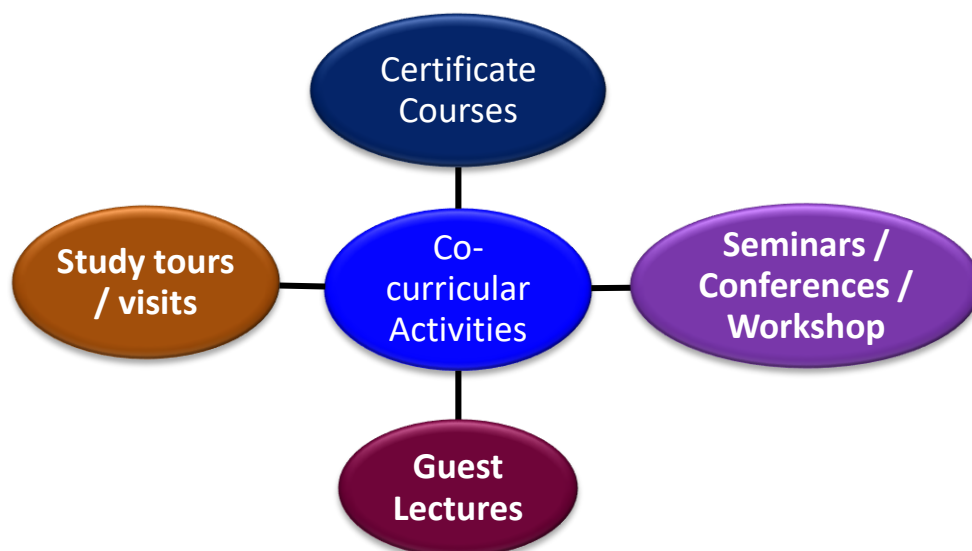 Certificate
Courses
Study tours
/ visits
Co-
curricular
Activities
Seminars /
Conferences /
Workshop
Guest
Lectures